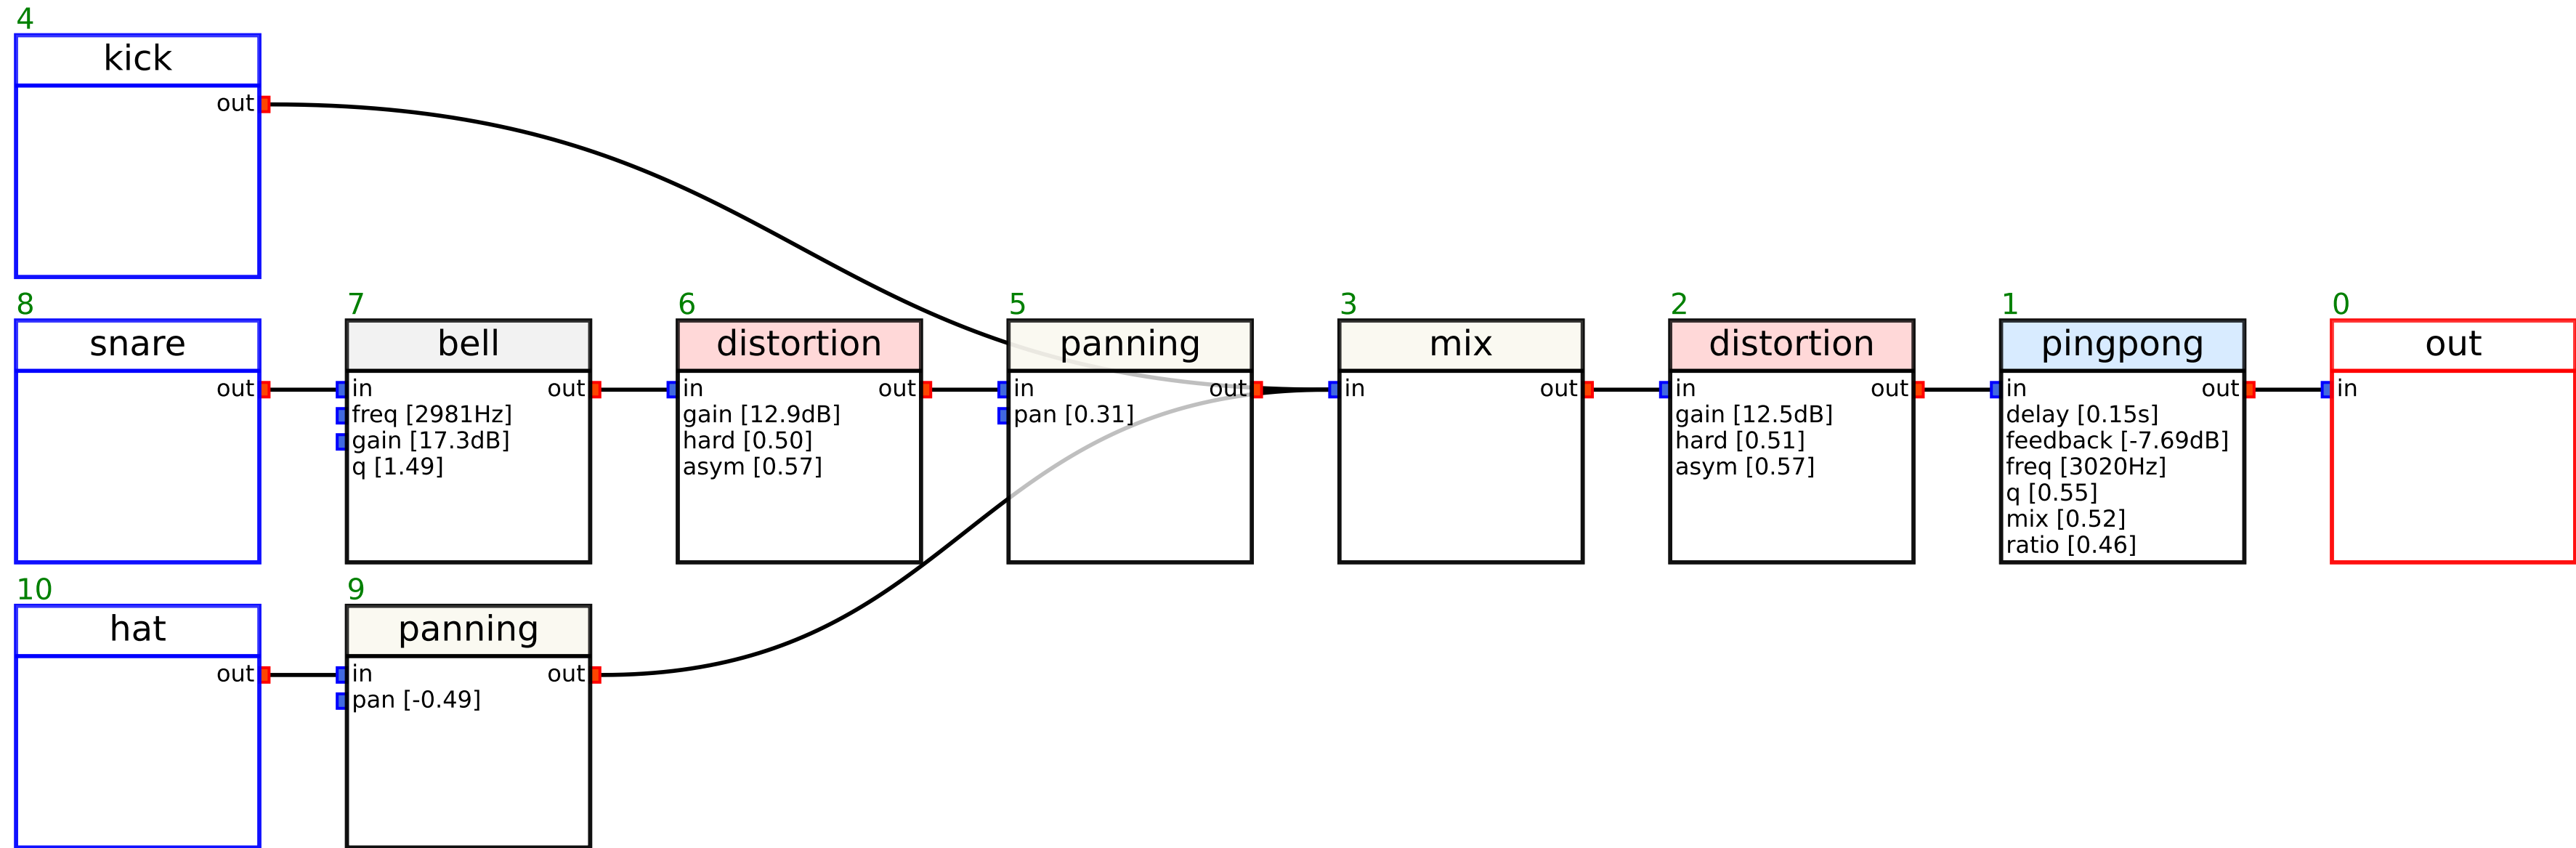 4
kick
out
8
snare
out
7
bell
in out
freq [2981Hz]
gain [17.3dB]
q [1.49]
6
distortion
in out
gain [12.9dB]
hard [0.50]
asym [0.57]
5
panning
in out
pan [0.31]
3
mix
in out
2
distortion
in out
gain [12.5dB]
hard [0.51]
asym [0.57]
1
pingpong
in out
delay [0.15s]
feedback [-7.69dB]
freq [3020Hz]
q [0.55]
mix [0.52]
ratio [0.46]
0
out
in
10
hat
out
9
panning
in out
pan [-0.49]